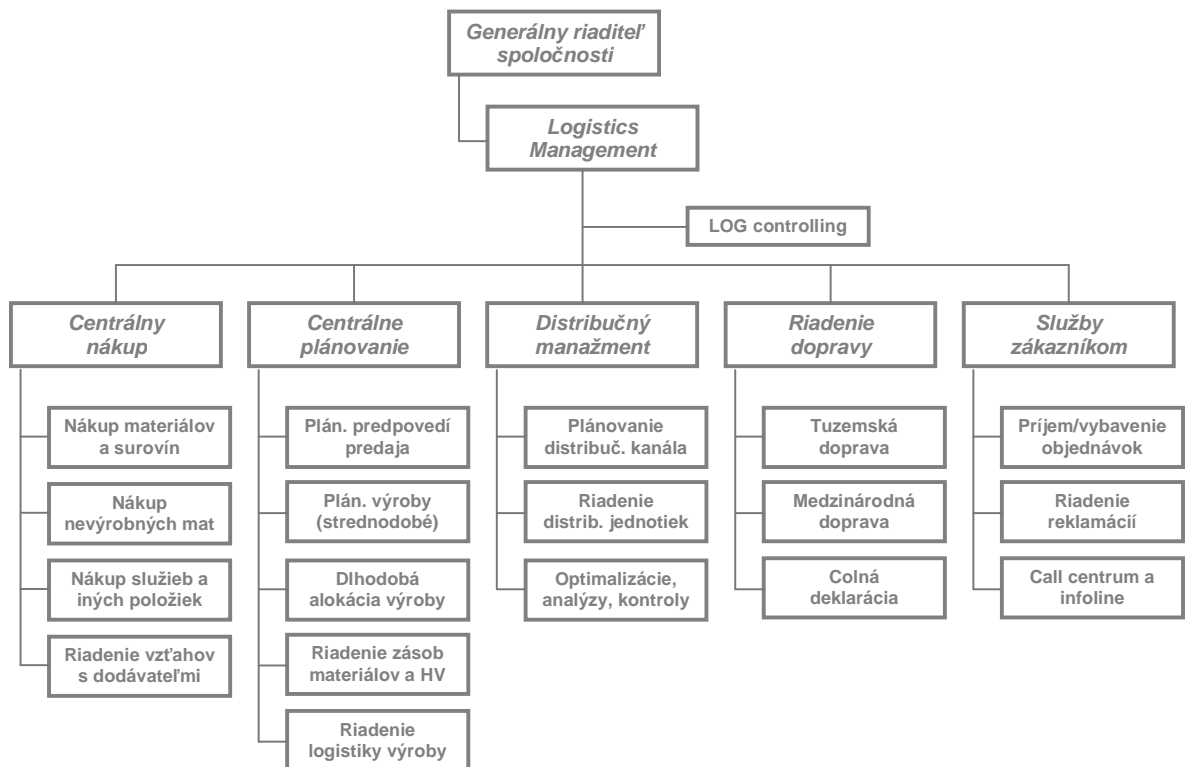 Generálny riaditeľ
spoločnosti
Logistics
Management
LOG controlling
Centrálny
nákup
Centrálne
plánovanie
Distribučný
manažment
Riadenie
dopravy
Služby
zákazníkom
Nákup materiálov
a surovín
Nákup
nevýrobných mat
Nákup služieb a
iných položiek
Riadenie vzťahov
s dodávateľmi
Plán. predpovedí
predaja
Plán. výroby
(strednodobé)
Dlhodobá
alokácia výroby
Riadenie zásob
materiálov a HV
Riadenie
logistiky výroby
Plánovanie
distribuč. kanála
Riadenie
distrib. jednotiek
Optimalizácie,
analýzy, kontroly
Tuzemská
doprava
Medzinárodná
doprava
Colná
deklarácia
Príjem/vybavenie
objednávok
Riadenie
reklamácií
Call centrum a
infoline